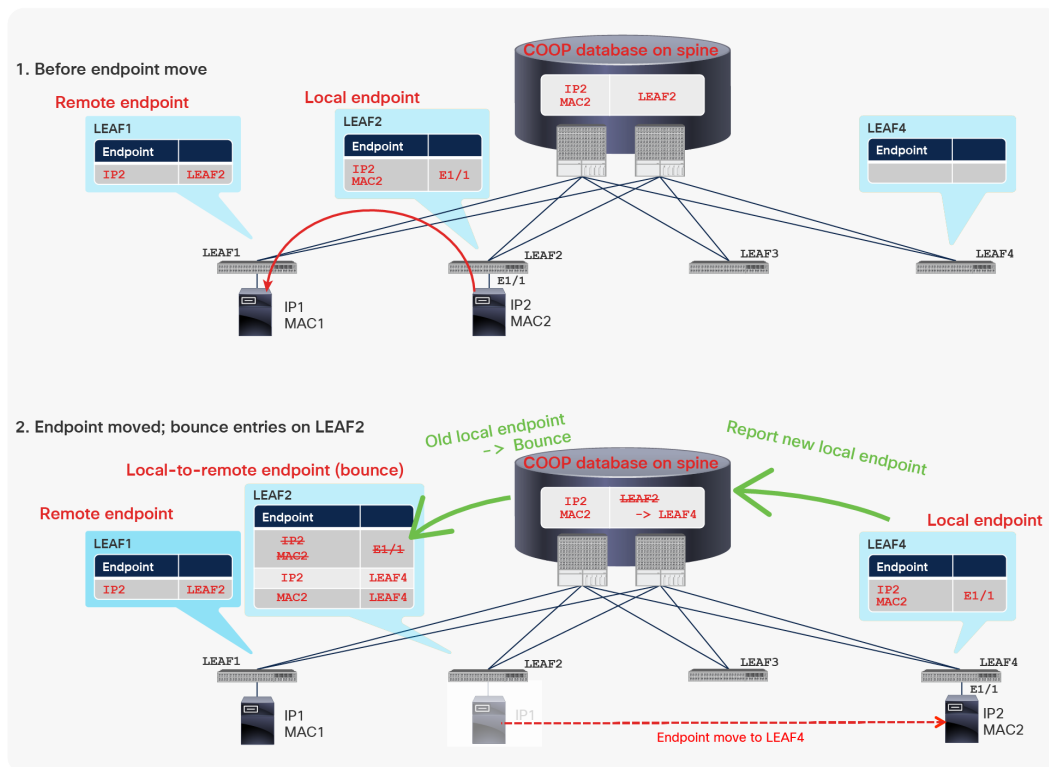 COOP database on spine
1. Before endpoint move
IP2
MAC2
LEAF2
Remote endpoint
Local endpoint
LEAF1
Endpoint
IP2
LEAF2
LEAF2
Endpoint
IP2
MAC2
E1/1
LEAF4
Endpoint
LEAF1
LEAF2
LEAF3
LEAF4
E1/1
IP1
MAC1
IP2
MAC2
2. Endpoint moved; bounce entries on LEAF2
Old local endpoint
-> Bounce
Report new local endpoint
Local-to-remote endpoint (bounce)
COOP database on spine
IP2
MAC2
LEAF2
-> LEAF4
Remote endpoint
LEAF1
Endpoint
IP2
LEAF2
LEAF2
Endpoint
IP2
MAC2
E1/1
IP2
LEAF4
MAC2
LEAF4
Local endpoint
LEAF4
Endpoint
IP2
MAC2
E1/1
LEAF1
LEAF2
LEAF3
LEAF4
E1/1
IP1
MAC1
IP1
IP2
MAC2
Endpoint move to LEAF4